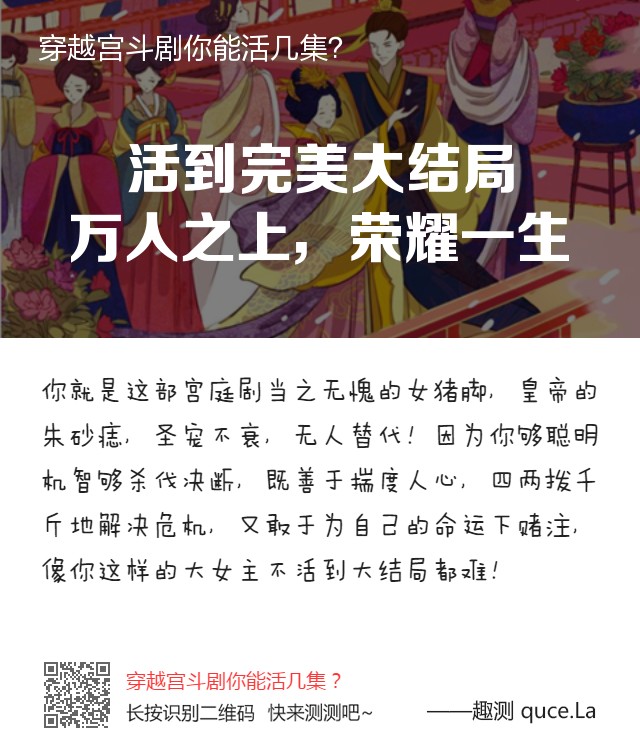 穿越宫斗剧你能活几集?
活到完美大结局
万人之上，荣耀一生
你就是这部宫庭剧当之无愧的女猪脚，皇帝的
朱砂痣，圣宠不衰，无人替代！因为你够聪明
机智够杀伐决断，既善于揣度人心，四两拨千
斤地解决危机，又敢于为自己的命运下赌注，
像你这样的大女主不活到大结局都难！
穿越宫斗剧你能活几集？
长按识别二维码 快来测测吧~
——趣测 quce.La